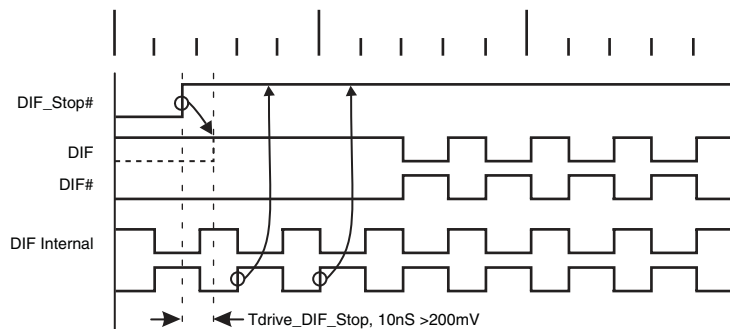 DIF_Stop#
DIF
DIF#
DIF Internal
Tdrive_DIF_Stop, 10nS >200mV